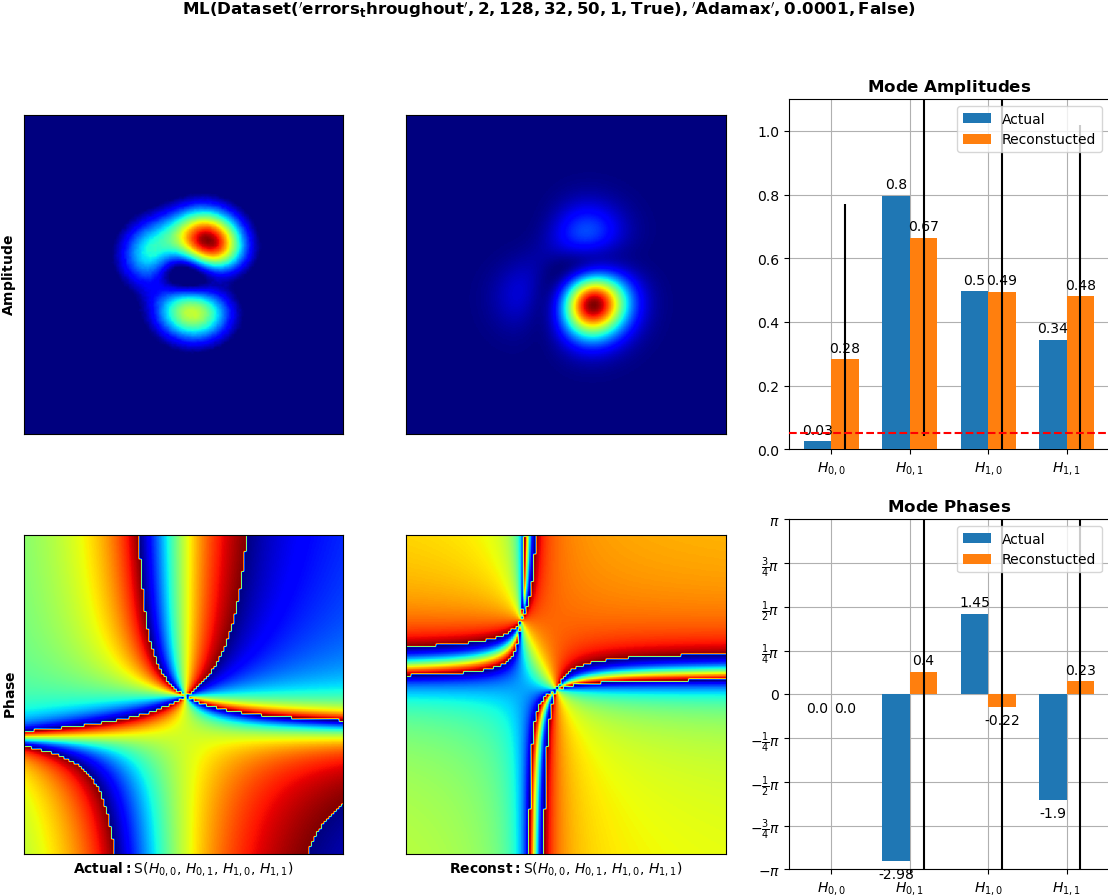 ML(Dataset('errors_throughout', 2, 128, 32, 50, 1, True), 'Adamax', 0.0001, False)
Amplitude
Mode Amplitudes
Actual
Reconstucted
1.0
0.8
0.6
0.4
0.2
0.0
0.03
0.28
0.8
0.67
0.5
0.49
0.34
0.48
H0,0
H0,1
H1,0
H1,1
Phase
Actual: S(H0,0, H0,1, H1,0, H1,1)
Reconst: S(H0,0, H0,1, H1,0, H1,1)
Mode Phases
Actual
Reconstucted
π
3/4π
1/2π
1/4π
0
−1/4π
−1/2π
−3/4π
−π
0.0
0.0
-2.98
0.4
1.45
-0.22
-1.9
0.23
H0,0
H0,1
H1,0
H1,1